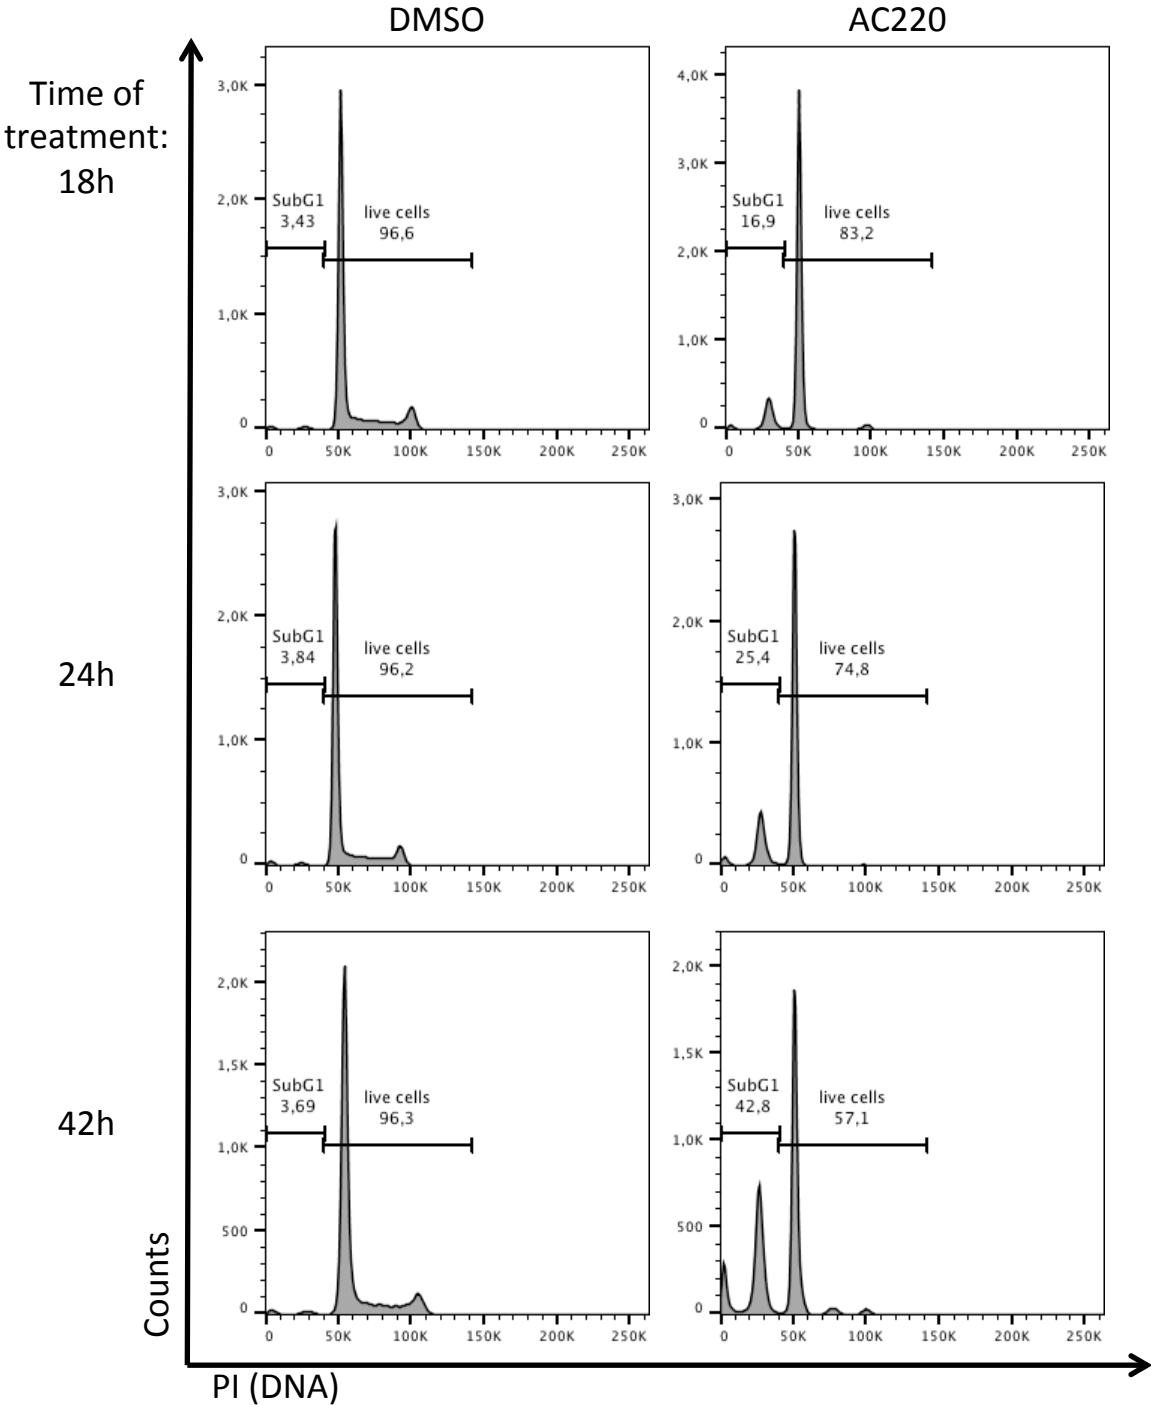 DMSO
AC220
Time of
treatment:
18h
3,0K
2,0K
1,0K
0
SubG1
3,43
live cells
96,6
0 50K 100K 150K 200K 250K
4,0K
3,0K
2,0K
1,0K
0
SubG1
16,9
live cells
83,2
0 50K 100K 150K 200K 250K
24h
3,0K
2,0K
1,0K
0
SubG1
3,84
live cells
96,2
0 50K 100K 150K 200K 250K
3,0K
2,0K
1,0K
0
SubG1
25,4
live cells
74,8
0 50K 100K 150K 200K 250K
42h
2,0K
1,5K
1,0K
500
0
SubG1
3,69
live cells
96,3
0 50K 100K 150K 200K 250K
2,0K
1,5K
1,0K
500
0
SubG1
42,8
live cells
57,1
0 50K 100K 150K 200K 250K
Counts
PI (DNA)